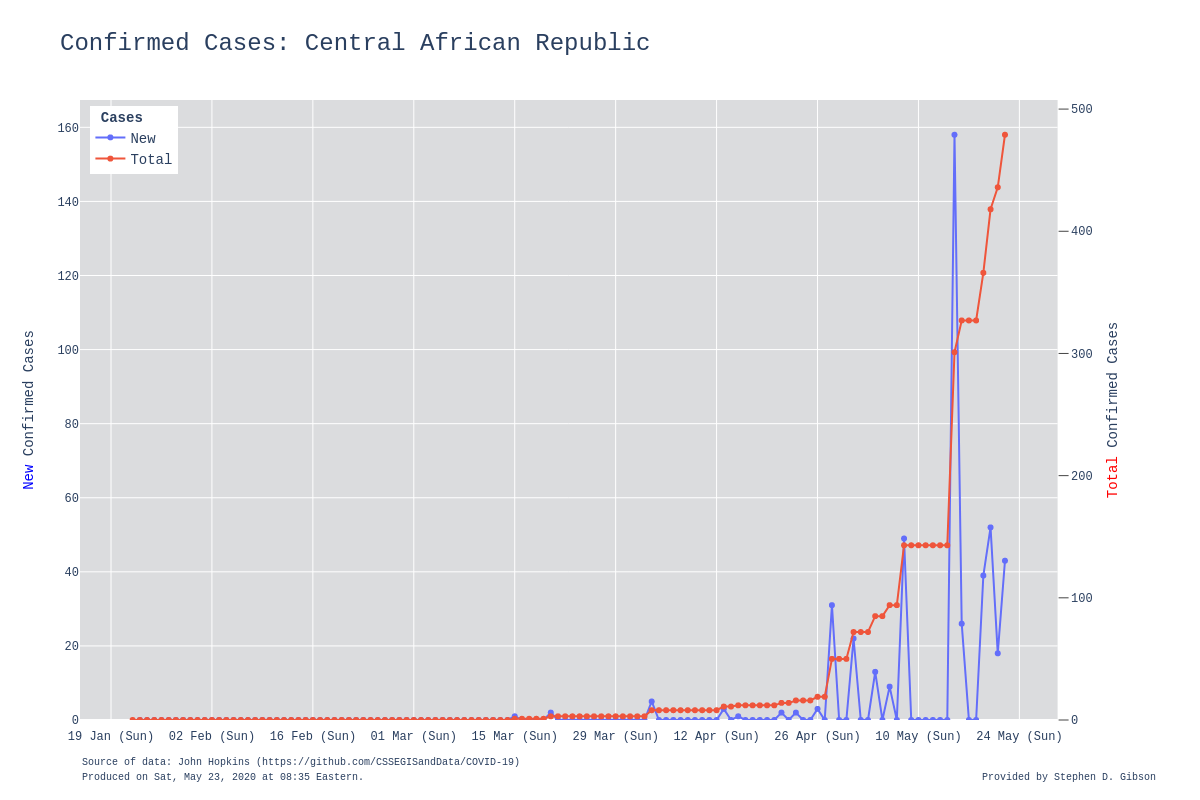 Confirmed Cases: Central African Republic
Cases
New
Total
160
140
120
100
80
60
40
20
0
500
400
300
200
100
0
New Confirmed Cases
Total Confirmed Cases
19 Jan (Sun) 02 Feb (Sun) 16 Feb (Sun) 01 Mar (Sun) 15 Mar (Sun) 29 Mar (Sun) 12 Apr (Sun) 26 Apr (Sun) 10 May (Sun) 24 May (Sun)
Source of data: John Hopkins (https://github.com/CSSEGISandData/COVID-19)
Produced on Sat, May 23, 2020 at 08:35 Eastern.
Provided by Stephen D. Gibson